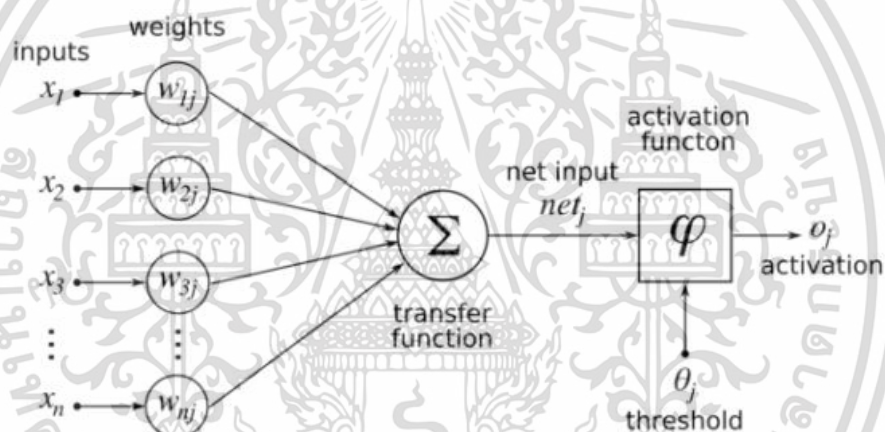 weights
inputs
x1
w1j
x2
w2j
x3
w3j
xn
wnj
Σ
transfer
function
net input
netj
activation
functon
φ
oj
activation
θj
threshold